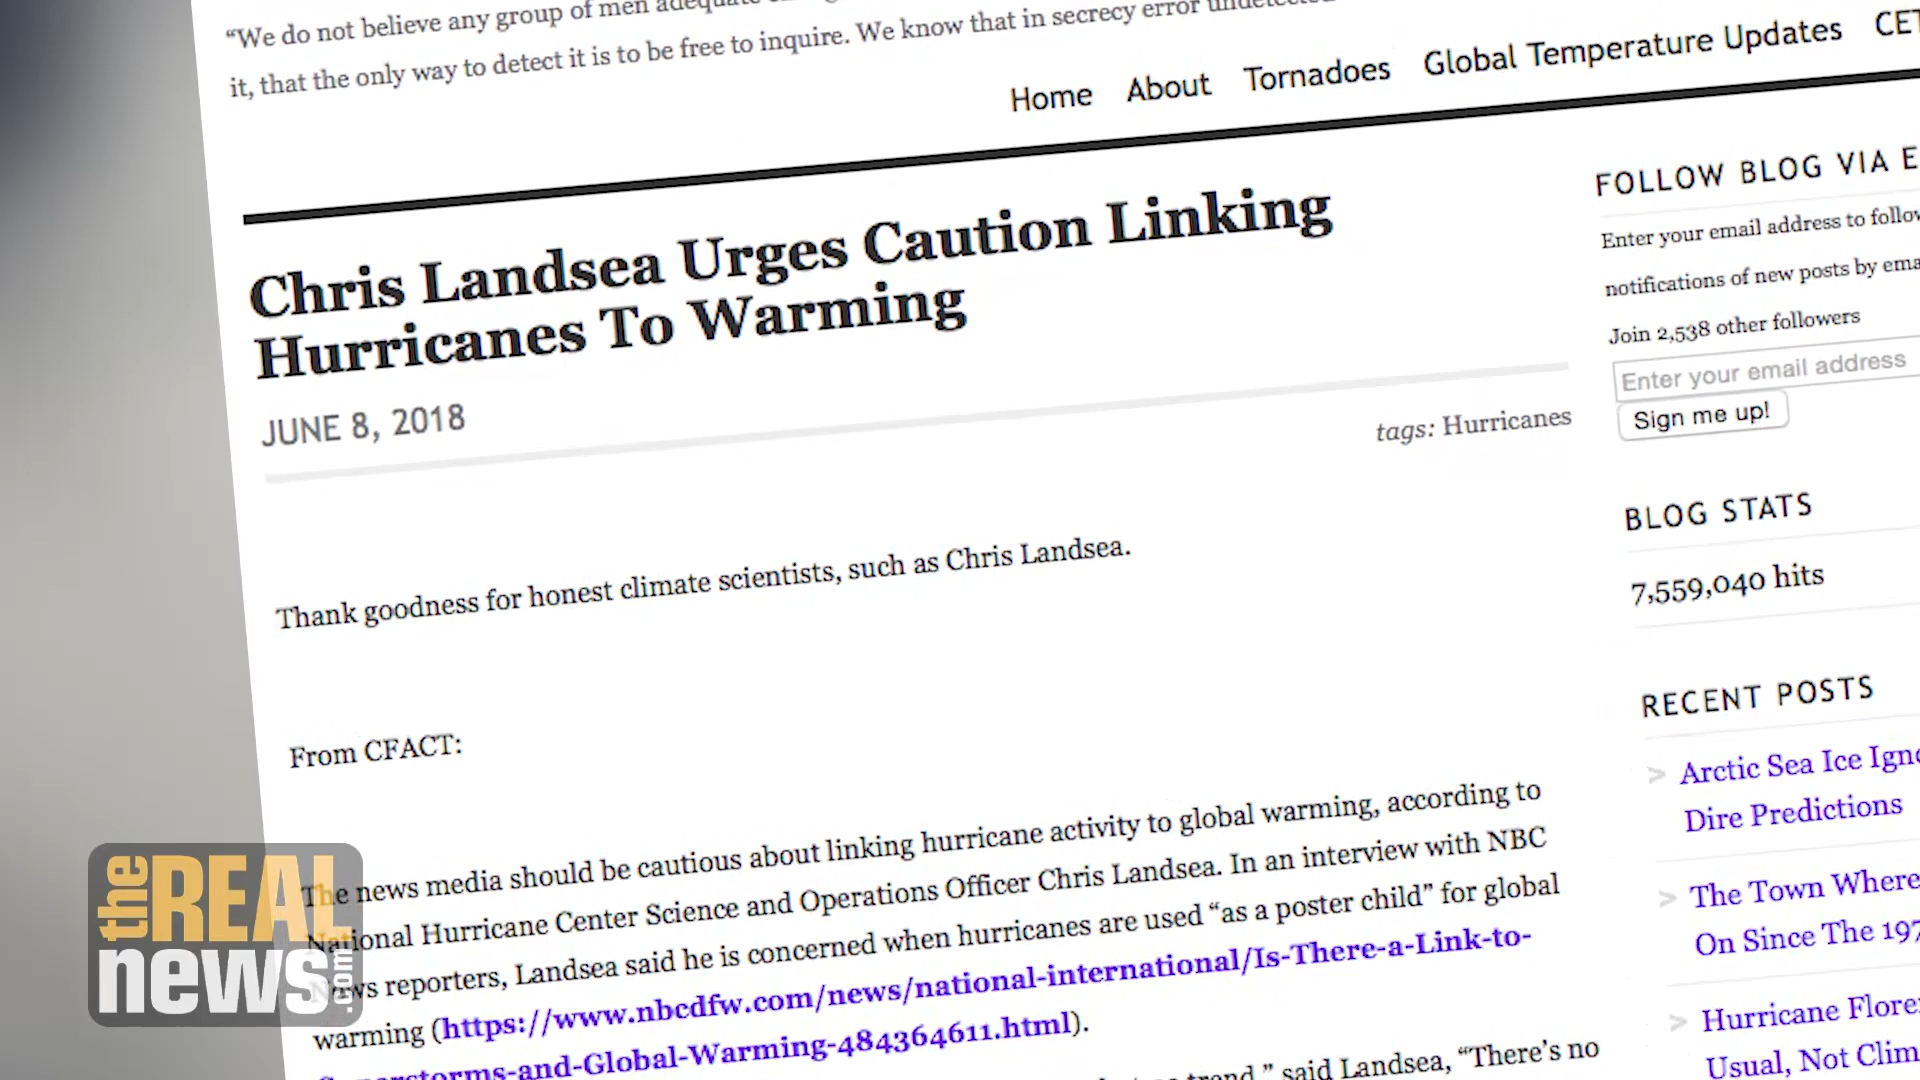 “We do not believe any group of men
it, that the only way to detect it is to be free to inquire. We know that in secrecy error
Home About Tornadoes Global Temperature Updates CET
Chris Landsea Urges Caution Linking
Hurricanes To Warming
JUNE 8, 2018
tags: Hurricanes
Thank goodness for honest climate scientists, such as Chris Landsea.
From CFACT:
The news media should be cautious about linking hurricane activity to global warming, according to
National Hurricane Center Science and Operations Officer Chris Landsea. In an interview with NBC
News reporters, Landsea said he is concerned when hurricanes are used “as a poster child” for global
warming (https://www.nbcdfw.com/news/national-international/Is-There-a-Link-to-
-and-Global-Warming-484364611.html).
trend,” said Landsea, “There’s no
FOLLOW BLOG VIA E
Enter your email address to follow
notifications of new posts by ema
Join 2,538 other followers
Enter your email address
Sign me up!
BLOG STATS
7,559,040 hits
RECENT POSTS
> Arctic Sea Ice Ign
Dire Predictions
> The Town Where
On Since The 197
> Hurricane Flore
Usual, Not Clim
the REAL
news.com